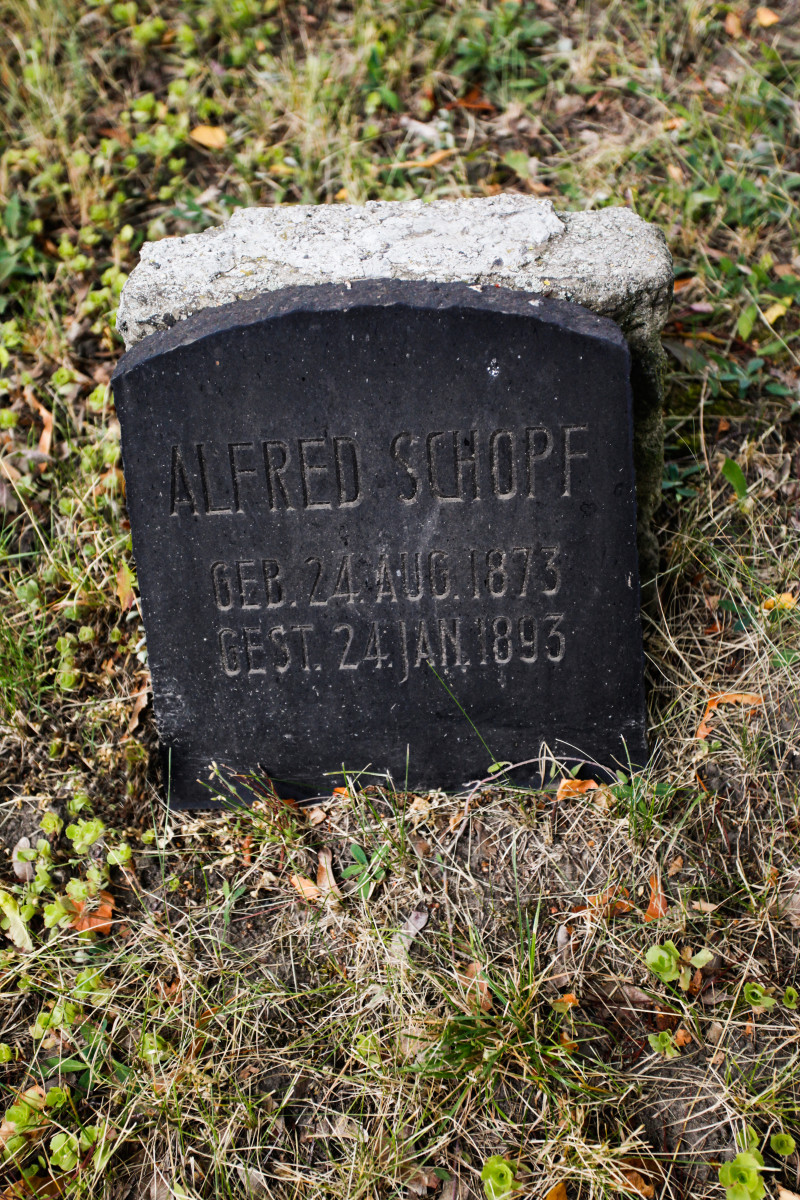 ALFRED SCHOPF
GEB. 24. AUG. 1873
GEST. 24. JAN. 1893